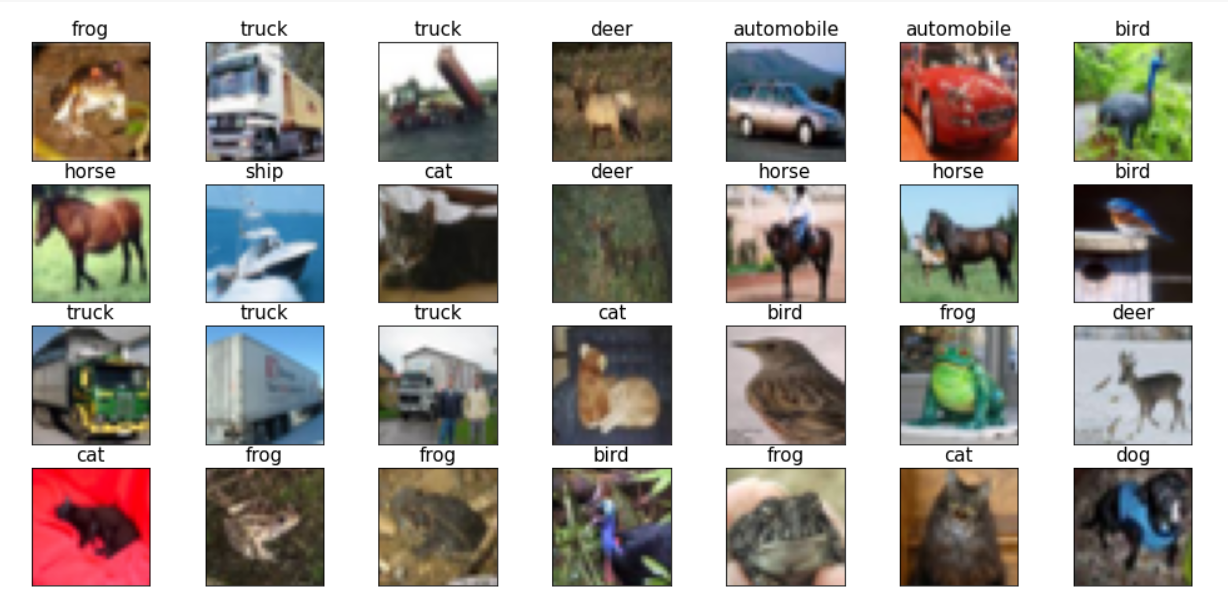 frog truck truck deer automobile automobile bird
horse ship cat deer horse horse bird
truck truck truck cat bird frog deer
cat frog frog bird frog cat dog